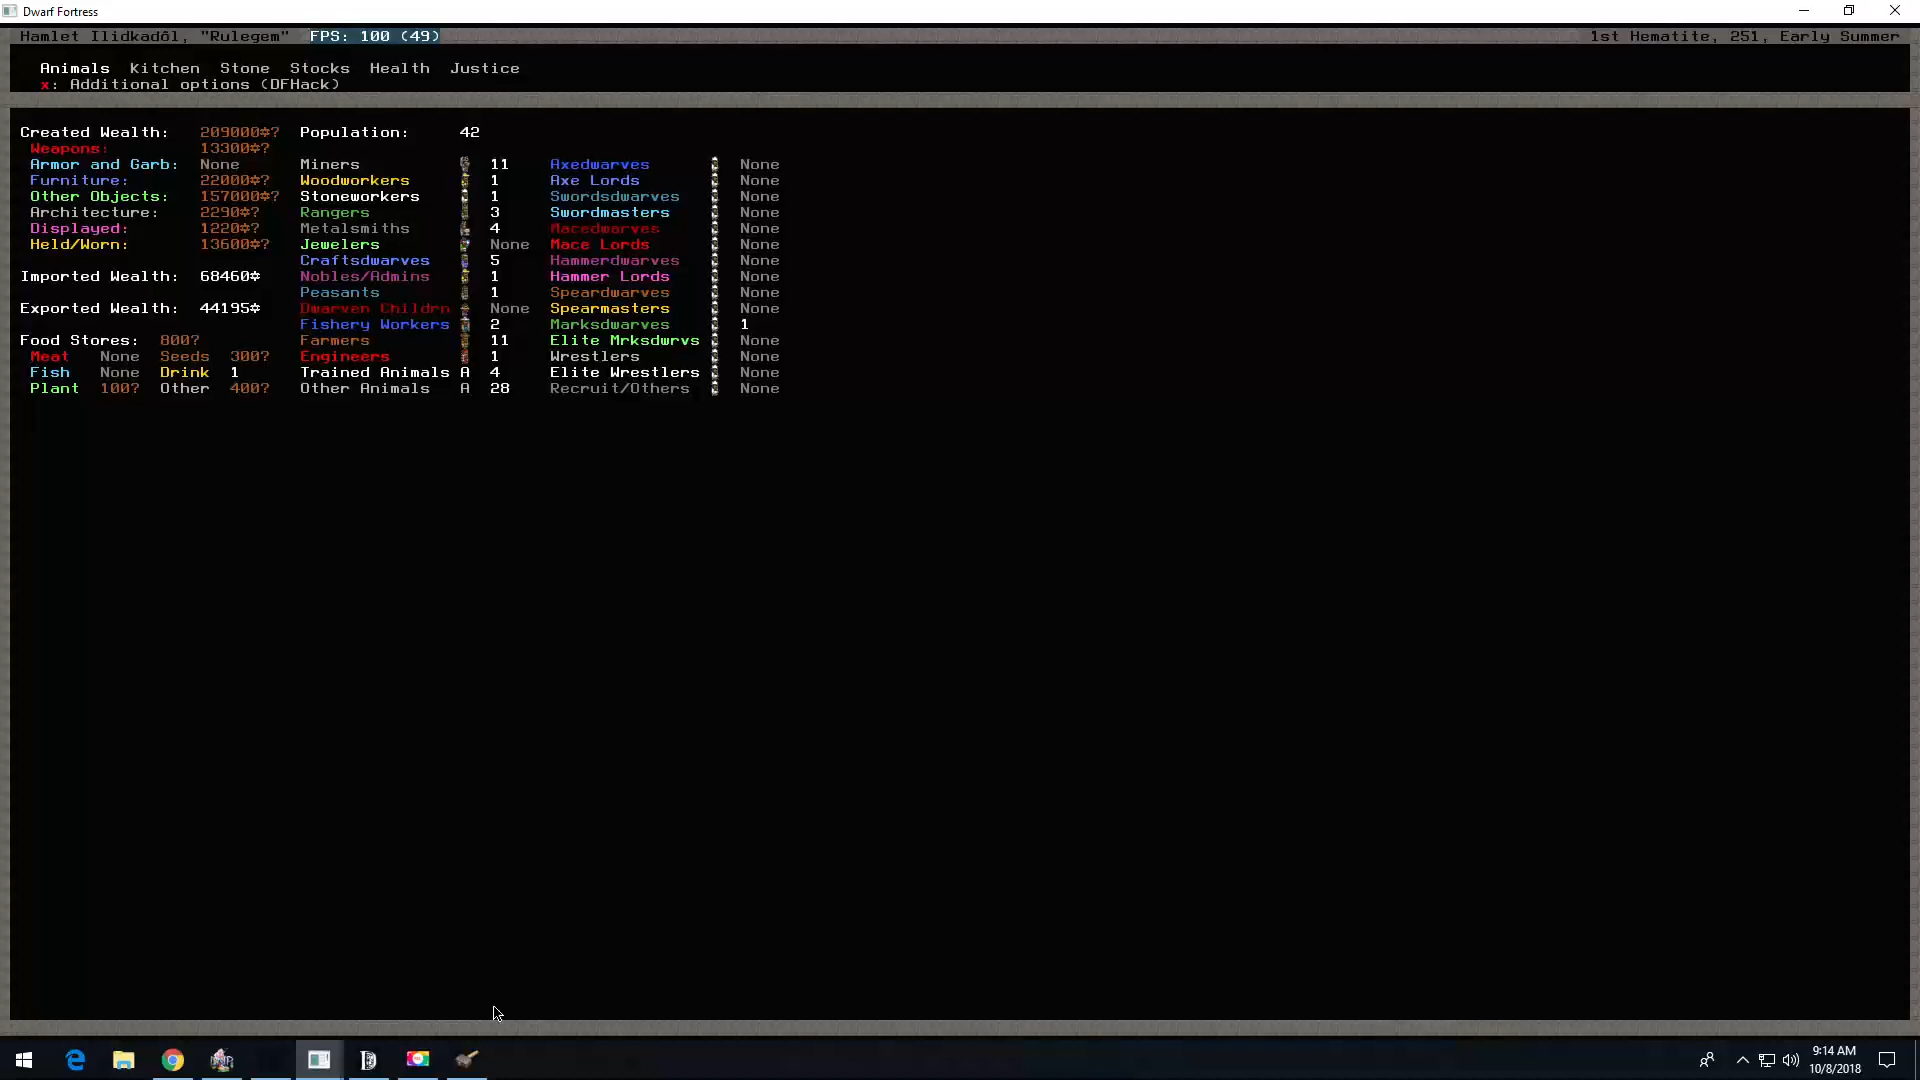 Dwarf Fortress
Hamlet Ilidkadôl, "Rulegem" FPS: 100 (49) 1st Hematite, 251, Early Summer
Animals Kitchen Stone Stocks Health Justice
x: Additional options (DFHack)
Created Wealth: 209000☼? Population: 42
Weapons: 13300☼?
Armor and Garb: None Miners 11 Axedwarves None
Furniture: 22000☼? Woodworkers 1 Axe Lords None
Other Objects: 157000☼? Stoneworkers 1 Swordsdwarves None
Architecture: 2290☼? Rangers 3 Swordmasters None
Displayed: 1220☼? Metalsmiths 4 Macedwarves None
Held/Worn: 13600☼? Jewelers None Mace Lords None
Craftsdwarves 5 Hammerdwarves None
Imported Wealth: 68460☼ Nobles/Admins 1 Hammer Lords None
Peasants 1 Speardwarves None
Exported Wealth: 44195☼ Dwarven Childrn None Spearmasters None
Fishery Workers 2 Marksdwarves 1
Food Stores: 800? Farmers 11 Elite Mrksdwrvs None
Meat None Seeds 300? Engineers 1 Wrestlers None
Fish None Drink 1 Trained Animals A 4 Elite Wrestlers None
Plant 100? Other 400? Other Animals A 28 Recruit/Others None
9:14 AM
10/8/2018